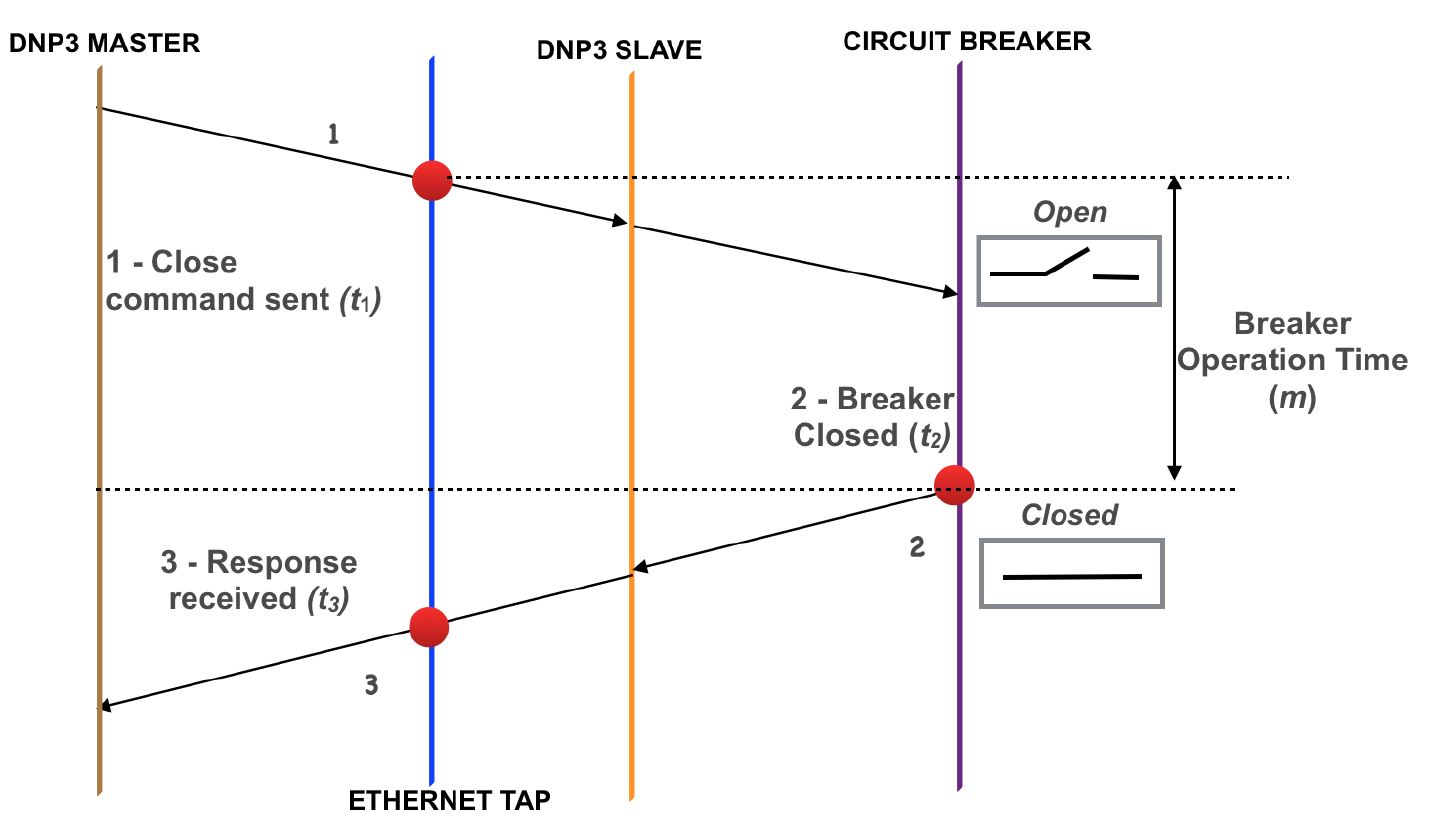 DNP3 MASTER
DNP3 SLAVE
CIRCUIT BREAKER
1
Open
1 - Close
command sent (t1)
Breaker
Operation Time
(m)
2 - Breaker
Closed (t2)
Closed
2
3 - Response
received (t3)
3
ETHERNET TAP